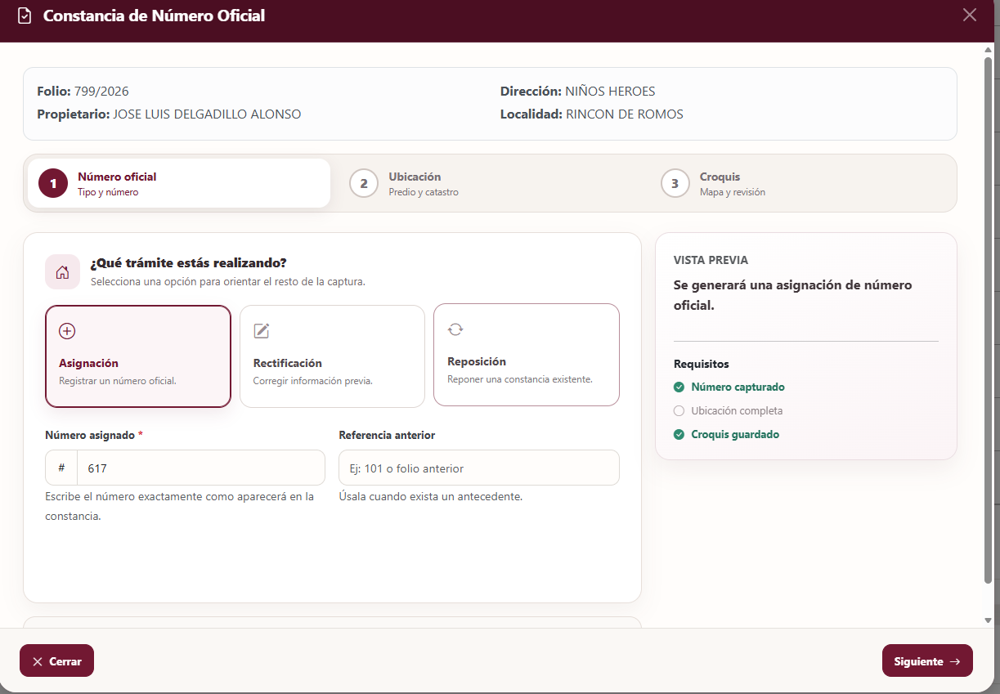 Constancia de Número Oficial
Folio: 799/2026
Dirección: NIÑOS HEROES
Propietario: JOSE LUIS DELGADILLO ALONSO
Localidad: RINCON DE ROMOS
1
Número oficial
Tipo y número
2
Ubicación
Predio y catastro
3
Croquis
Mapa y revisión
¿Qué trámite estás realizando?
Selecciona una opción para orientar el resto de la captura.
Asignación
Registrar un número oficial.
Rectificación
Corregir información previa.
Reposición
Reponer una constancia existente.
Número asignado *
# 617
Escribe el número exactamente como aparecerá en la
constancia.
Referencia anterior
Ej: 101 o folio anterior
Úsala cuando exista un antecedente.
VISTA PREVIA
Se generará una asignación de número
oficial.
Requisitos
Número capturado
Ubicación completa
Croquis guardado
Cerrar
Siguiente →